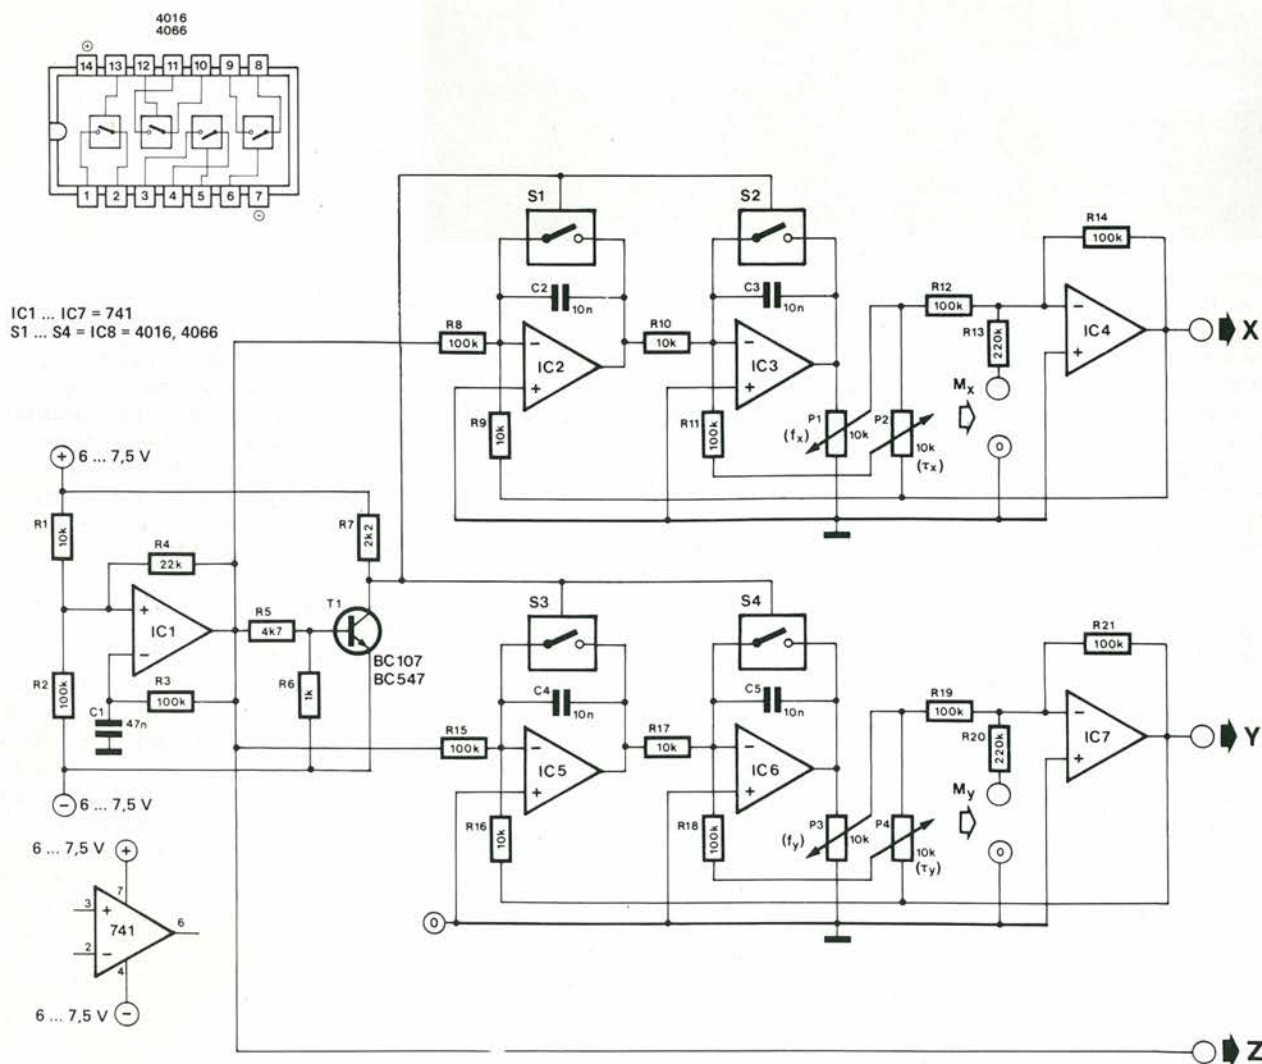 4016
4066
14 13 12 11 10 9 8
1 2 3 4 5 6 7
IC1 ... IC7 = 741
S1 ... S4 = IC8 = 4016, 4066
S1
S2
C2
10n
C3
10n
R8
100k
R10
10k
IC2
IC3
R9
10k
R11
100k
P1
(fx)
10k
P2
10k
(τx)
R12
100k
R13
220k
Mx
0
R14
100k
IC4
X
+ 6 ... 7,5 V
R1
10k
R4
22k
R7
2k2
IC1
R5
4k7
T1
BC107
BC547
R2
100k
R3
100k
C1
47n
R6
1k
− 6 ... 7,5 V
S3
S4
C4
10n
C5
10n
R15
100k
R17
10k
IC5
IC6
R16
10k
R18
100k
P3
(fy)
10k
P4
10k
(τy)
R19
100k
R20
220k
My
0
R21
100k
IC7
Y
0
6 ... 7,5 V +
7
3
+
741
6
2
−
4
6 ... 7,5 V −
Z